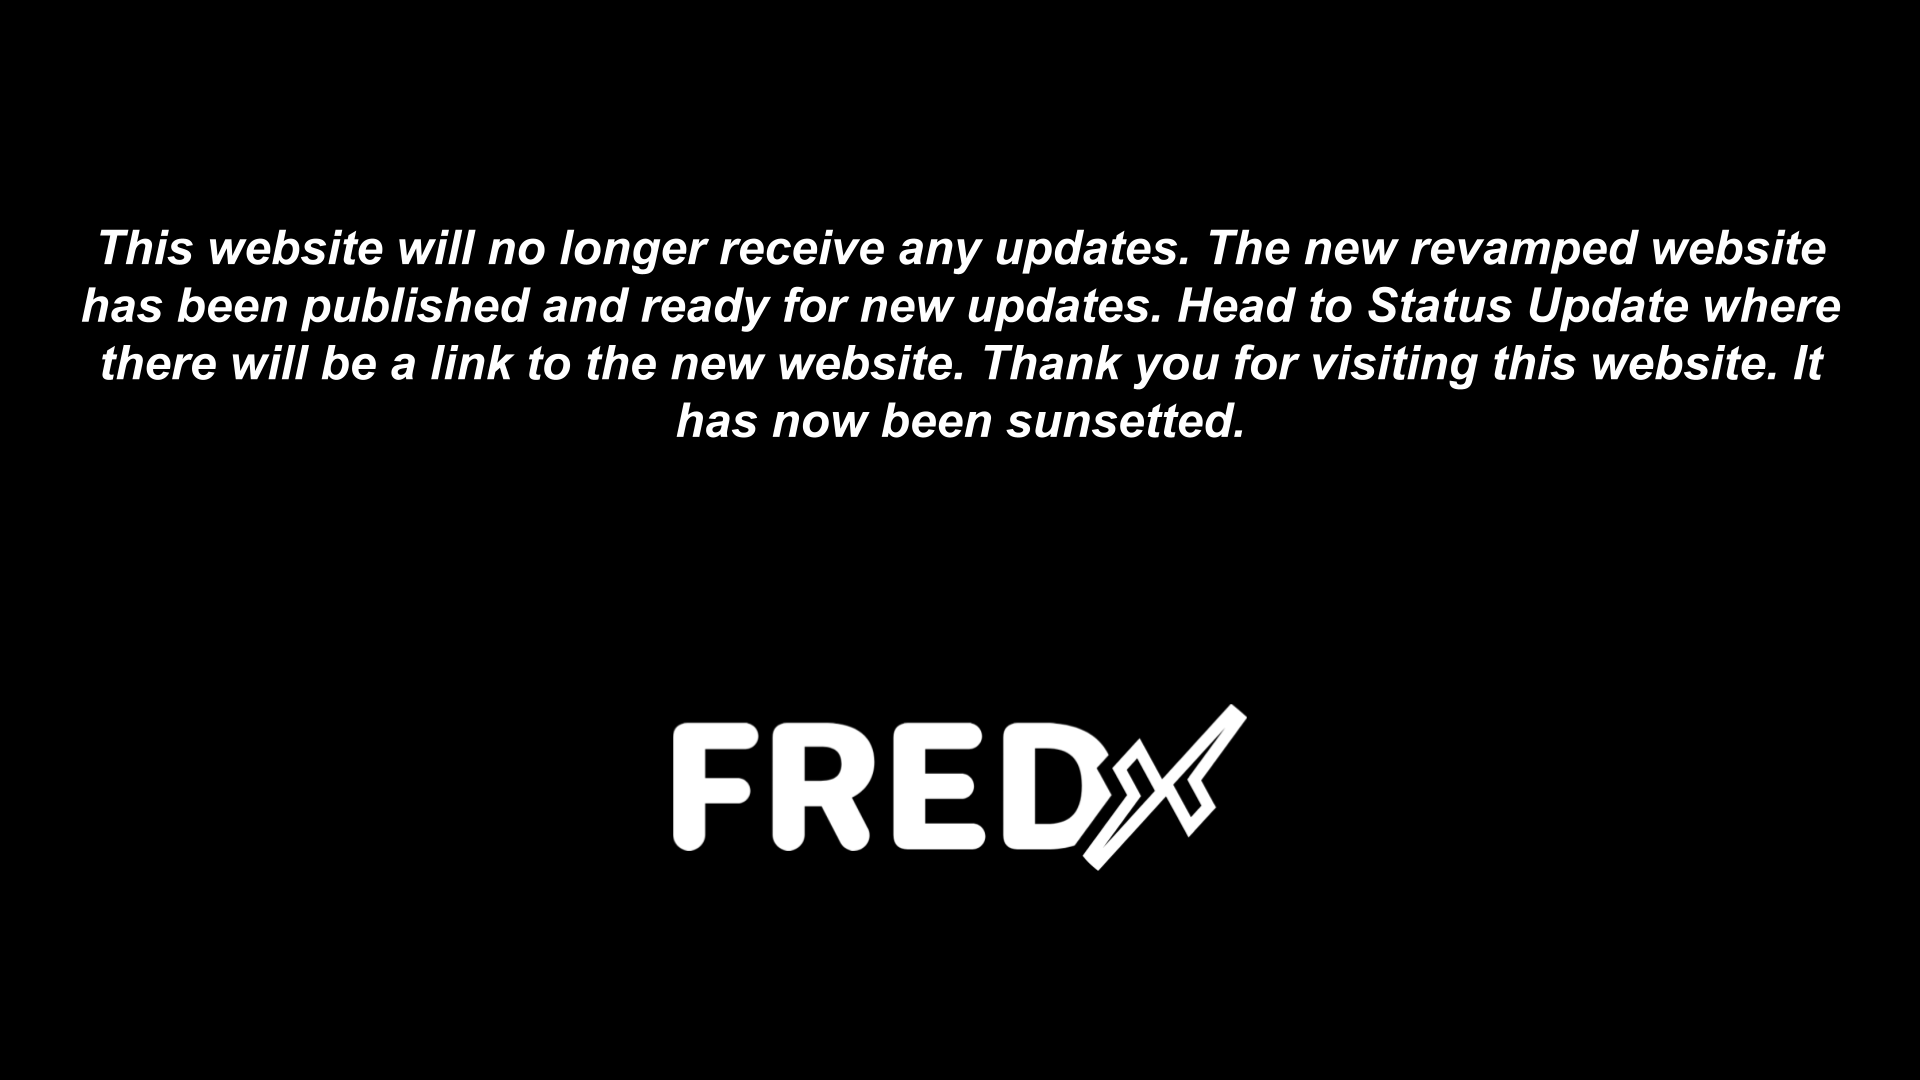 This website will no longer receive any updates. The new revamped website
has been published and ready for new updates. Head to Status Update where
there will be a link to the new website. Thank you for visiting this website. It
has now been sunsetted.
FREDX